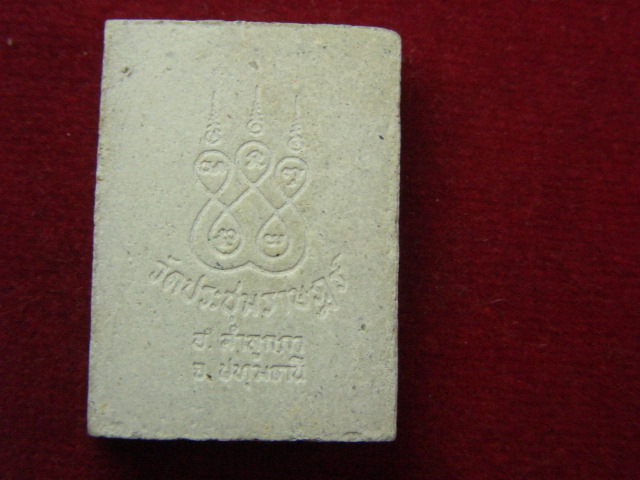 วัดประชุมราษฎร์
อ. ลำลูกกา
จ. ปทุมธานี